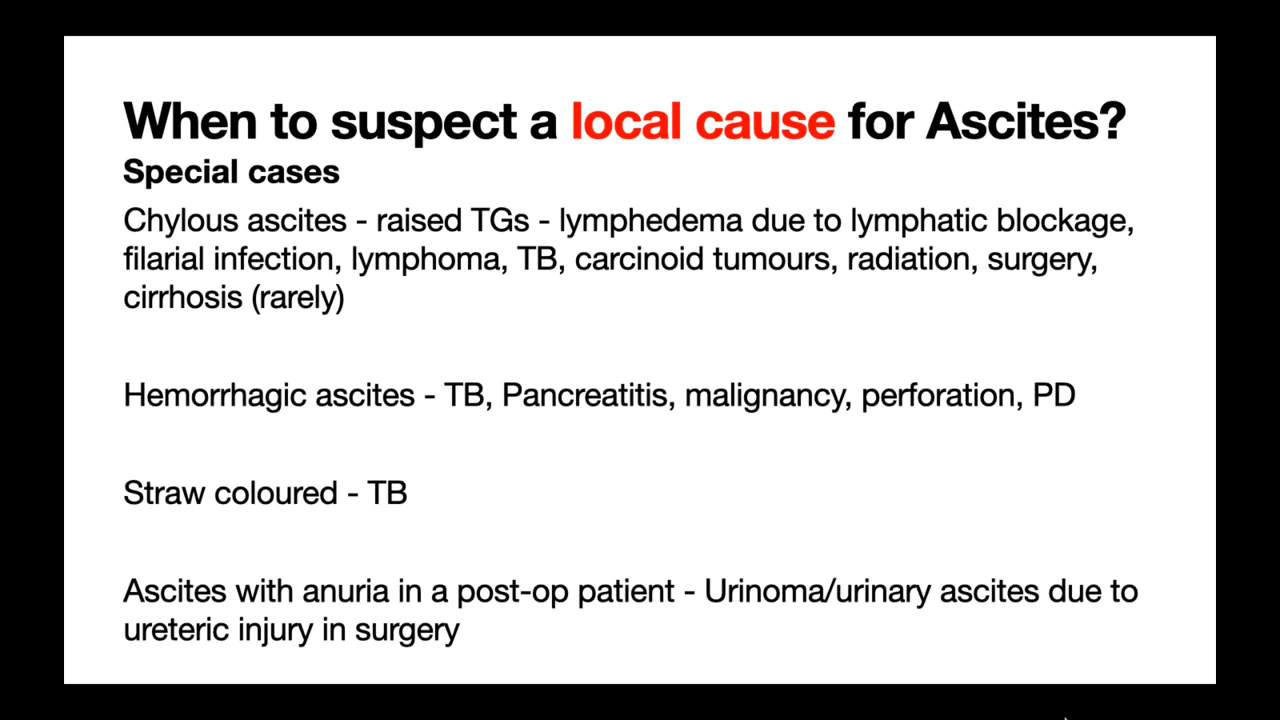 When to suspect a local cause for Ascites?
Special cases
Chylous ascites - raised TGs - lymphedema due to lymphatic blockage,
filarial infection, lymphoma, TB, carcinoid tumours, radiation, surgery,
cirrhosis (rarely)
Hemorrhagic ascites - TB, Pancreatitis, malignancy, perforation, PD
Straw coloured - TB
Ascites with anuria in a post-op patient - Urinoma/urinary ascites due to
ureteric injury in surgery